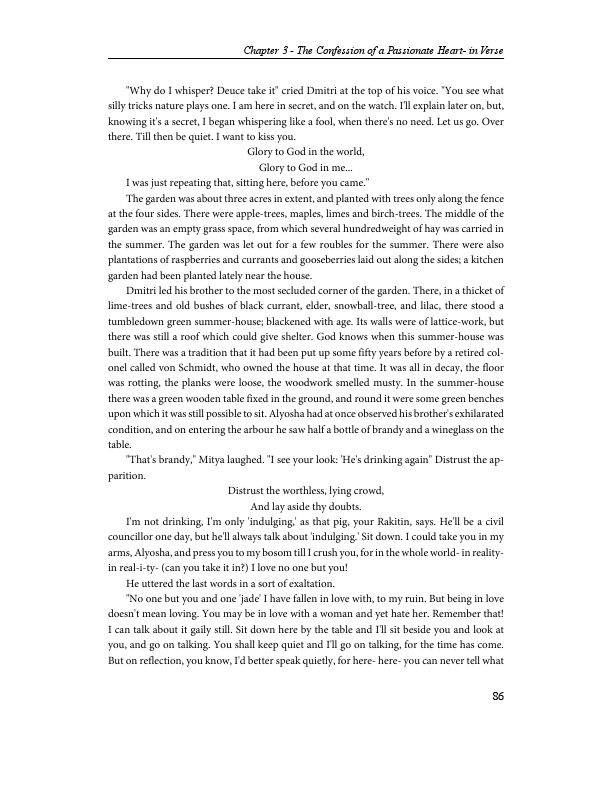 Chapter 3 - The Confession of a Passionate Heart- in Verse
"Why do I whisper? Deuce take it" cried Dmitri at the top of his voice. "You see what
silly tricks nature plays one. I am here in secret, and on the watch. I'll explain later on, but,
knowing it's a secret, I began whispering like a fool, when there's no need. Let us go. Over
there. Till then be quiet. I want to kiss you.
Glory to God in the world,
Glory to God in me...
I was just repeating that, sitting here, before you came."
The garden was about three acres in extent, and planted with trees only along the fence
at the four sides. There were apple-trees, maples, limes and birch-trees. The middle of the
garden was an empty grass space, from which several hundredweight of hay was carried in
the summer. The garden was let out for a few roubles for the summer. There were also
plantations of raspberries and currants and gooseberries laid out along the sides; a kitchen
garden had been planted lately near the house.
Dmitri led his brother to the most secluded corner of the garden. There, in a thicket of
lime-trees and old bushes of black currant, elder, snowball-tree, and lilac, there stood a
tumbledown green summer-house; blackened with age. Its walls were of lattice-work, but
there was still a roof which could give shelter. God knows when this summer-house was
built. There was a tradition that it had been put up some fifty years before by a retired col-
onel called von Schmidt, who owned the house at that time. It was all in decay, the floor
was rotting, the planks were loose, the woodwork smelled musty. In the summer-house
there was a green wooden table fixed in the ground, and round it were some green benches
upon which it was still possible to sit. Alyosha had at once observed his brother's exhilarated
condition, and on entering the arbour he saw half a bottle of brandy and a wineglass on the
table.
"That's brandy," Mitya laughed. "I see your look: 'He's drinking again" Distrust the ap-
parition.
Distrust the worthless, lying crowd,
And lay aside thy doubts.
I'm not drinking, I'm only 'indulging,' as that pig, your Rakitin, says. He'll be a civil
councillor one day, but he'll always talk about 'indulging.' Sit down. I could take you in my
arms, Alyosha, and press you to my bosom till I crush you, for in the whole world- in reality-
in real-i-ty- (can you take it in?) I love no one but you!
He uttered the last words in a sort of exaltation.
"No one but you and one 'jade' I have fallen in love with, to my ruin. But being in love
doesn't mean loving. You may be in love with a woman and yet hate her. Remember that!
I can talk about it gaily still. Sit down here by the table and I'll sit beside you and look at
you, and go on talking. You shall keep quiet and I'll go on talking, for the time has come.
But on reflection, you know, I'd better speak quietly, for here- here- you can never tell what
86